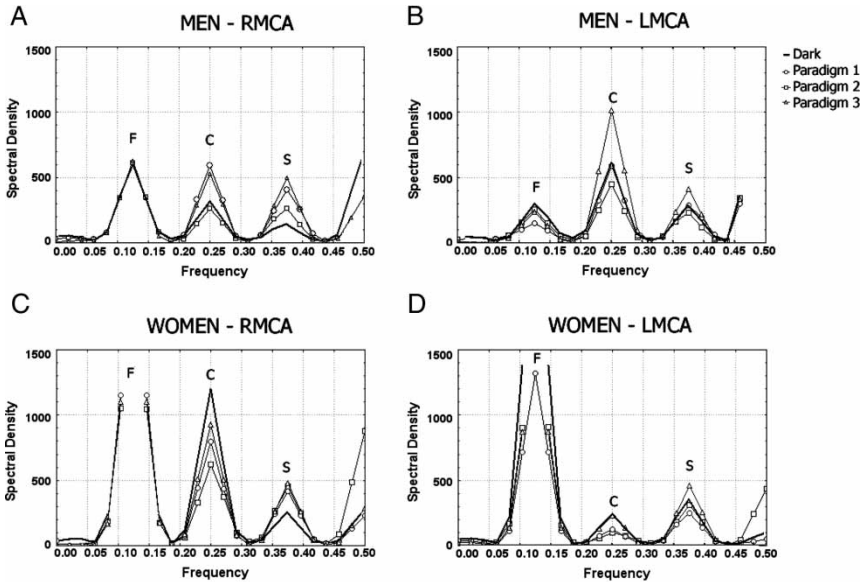 A
MEN - RMCA
1500
1000
500
0
Spectral Density
F
C
S
0.00 0.05 0.10 0.15 0.20 0.25 0.30 0.35 0.40 0.45 0.50
Frequency
B
MEN - LMCA
1500
1000
500
0
Spectral Density
F
C
S
0.00 0.05 0.10 0.15 0.20 0.25 0.30 0.35 0.40 0.45 0.50
Frequency
Dark
Paradigm 1
Paradigm 2
Paradigm 3
C
WOMEN - RMCA
1500
1000
500
0
Spectral Density
F
C
S
0.00 0.05 0.10 0.15 0.20 0.25 0.30 0.35 0.40 0.45 0.50
Frequency
D
WOMEN - LMCA
1500
1000
500
0
Spectral Density
F
C
S
0.00 0.05 0.10 0.15 0.20 0.25 0.30 0.35 0.40 0.45 0.50
Frequency